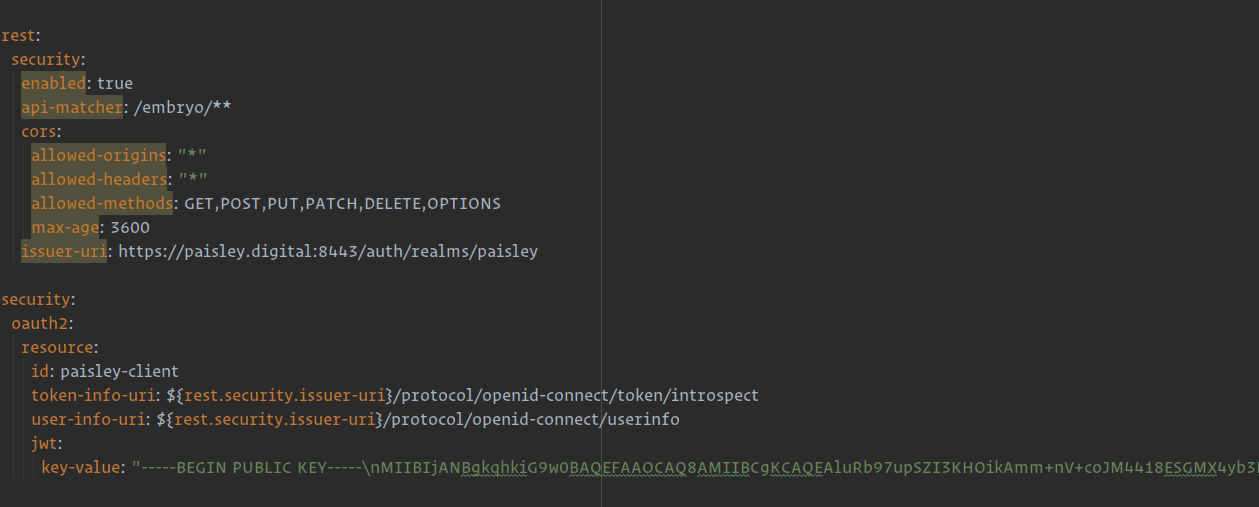 rest:
  security:
    enabled: true
    api-matcher: /embryo/**
    cors:
      allowed-origins: "*"
      allowed-headers: "*"
      allowed-methods: GET,POST,PUT,PATCH,DELETE,OPTIONS
      max-age: 3600
    issuer-uri: https://paisley.digital:8443/auth/realms/paisley
security:
  oauth2:
    resource:
      id: paisley-client
      token-info-uri: ${rest.security.issuer-uri}/protocol/openid-connect/token/introspect
      user-info-uri: ${rest.security.issuer-uri}/protocol/openid-connect/userinfo
      jwt:
        key-value: "-----BEGIN PUBLIC KEY-----\nMIIBIjANBgkqhkiG9w0BAQEFAAOCAQ8AMIIBCgKCAQEAluRb97upSZI3KHOikAmm+nV+coJM4418ESGMX4yb3